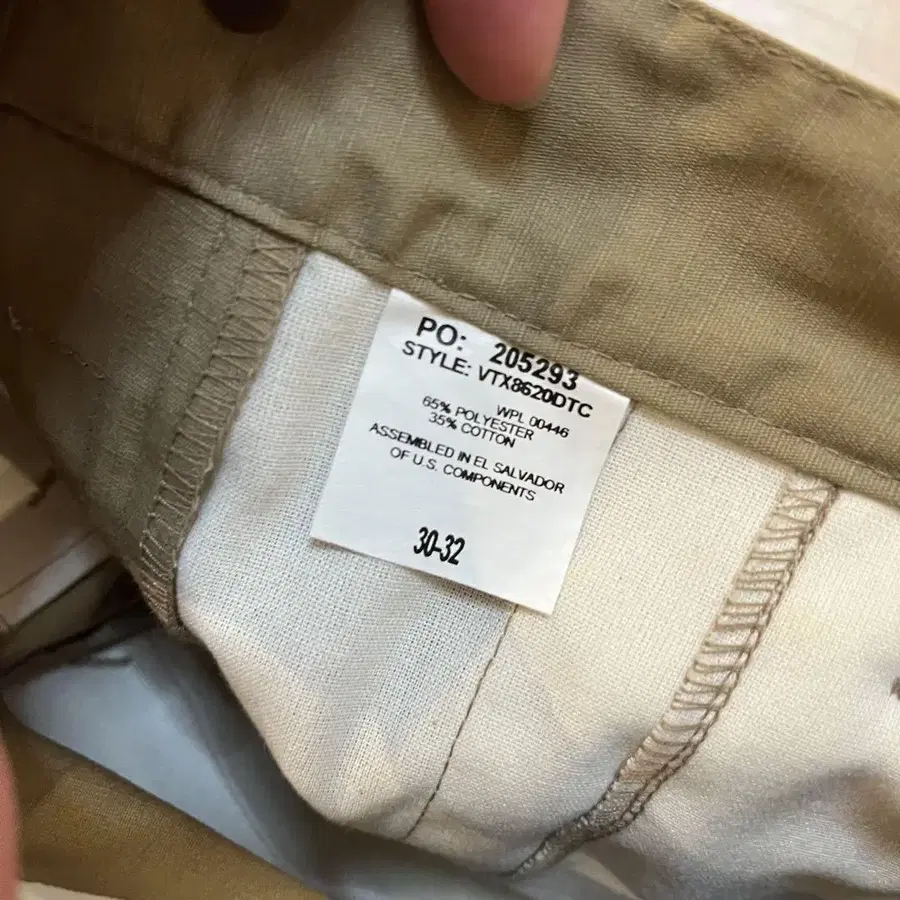 PO: 205293
STYLE: VTX8620DTC
WPL 00446
65% POLYESTER
35% COTTON
ASSEMBLED IN EL SALVADOR
OF U.S. COMPONENTS
30-32